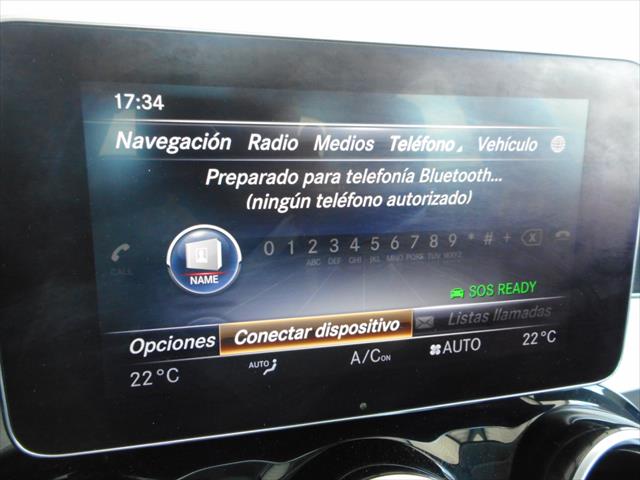 17:34
Navegación Radio Medios Teléfono Vehículo
Preparado para telefonía Bluetooth...
(ningún teléfono autorizado)
0 1 2 3 4 5 6 7 8 9 * # +
ABC DEF GHI JKL MNO PQRS TUV WXYZ
CALL
NAME
SOS READY
Opciones Conectar dispositivo Listas llamadas
22°C AUTO A/C ON AUTO 22°C